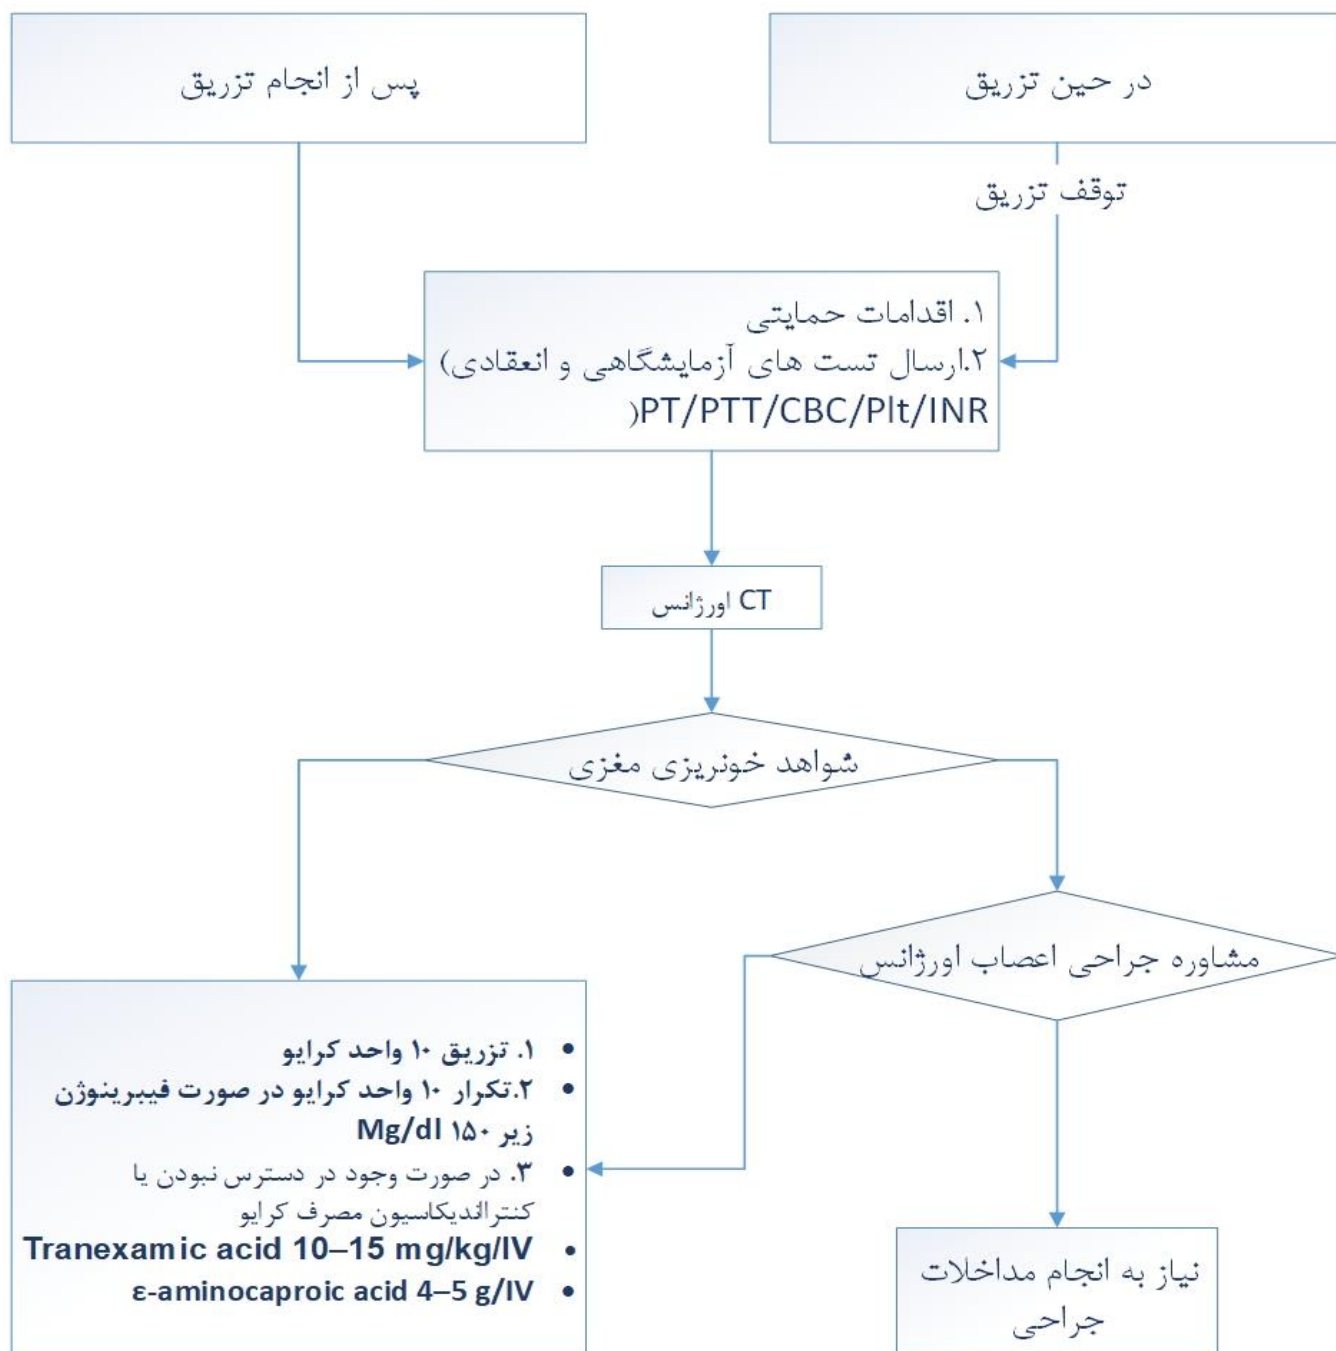 در حین تزریق
پس از انجام تزریق
توقف تزریق
۱. اقدامات حمایتی
۲.ارسال تست های آزمایشگاهی و انعقادی(
PT/PTT/CBC/Plt/INR)
CT اورژانس
شواهد خونریزی مغزی
مشاوره جراحی اعصاب اورژانس
• ۱. تزریق ۱۰ واحد کرایو
• ۲.تکرار ۱۰ واحد کرایو در صورت فیبرینوژن
زیر ۱۵۰ Mg/dl
• ۳. در صورت وجود در دسترس نبودن یا
کنتراندیکاسیون مصرف کرایو
• Tranexamic acid 10–15 mg/kg/IV
• ε-aminocaproic acid 4–5 g/IV
نیاز به انجام مداخلات
جراحی